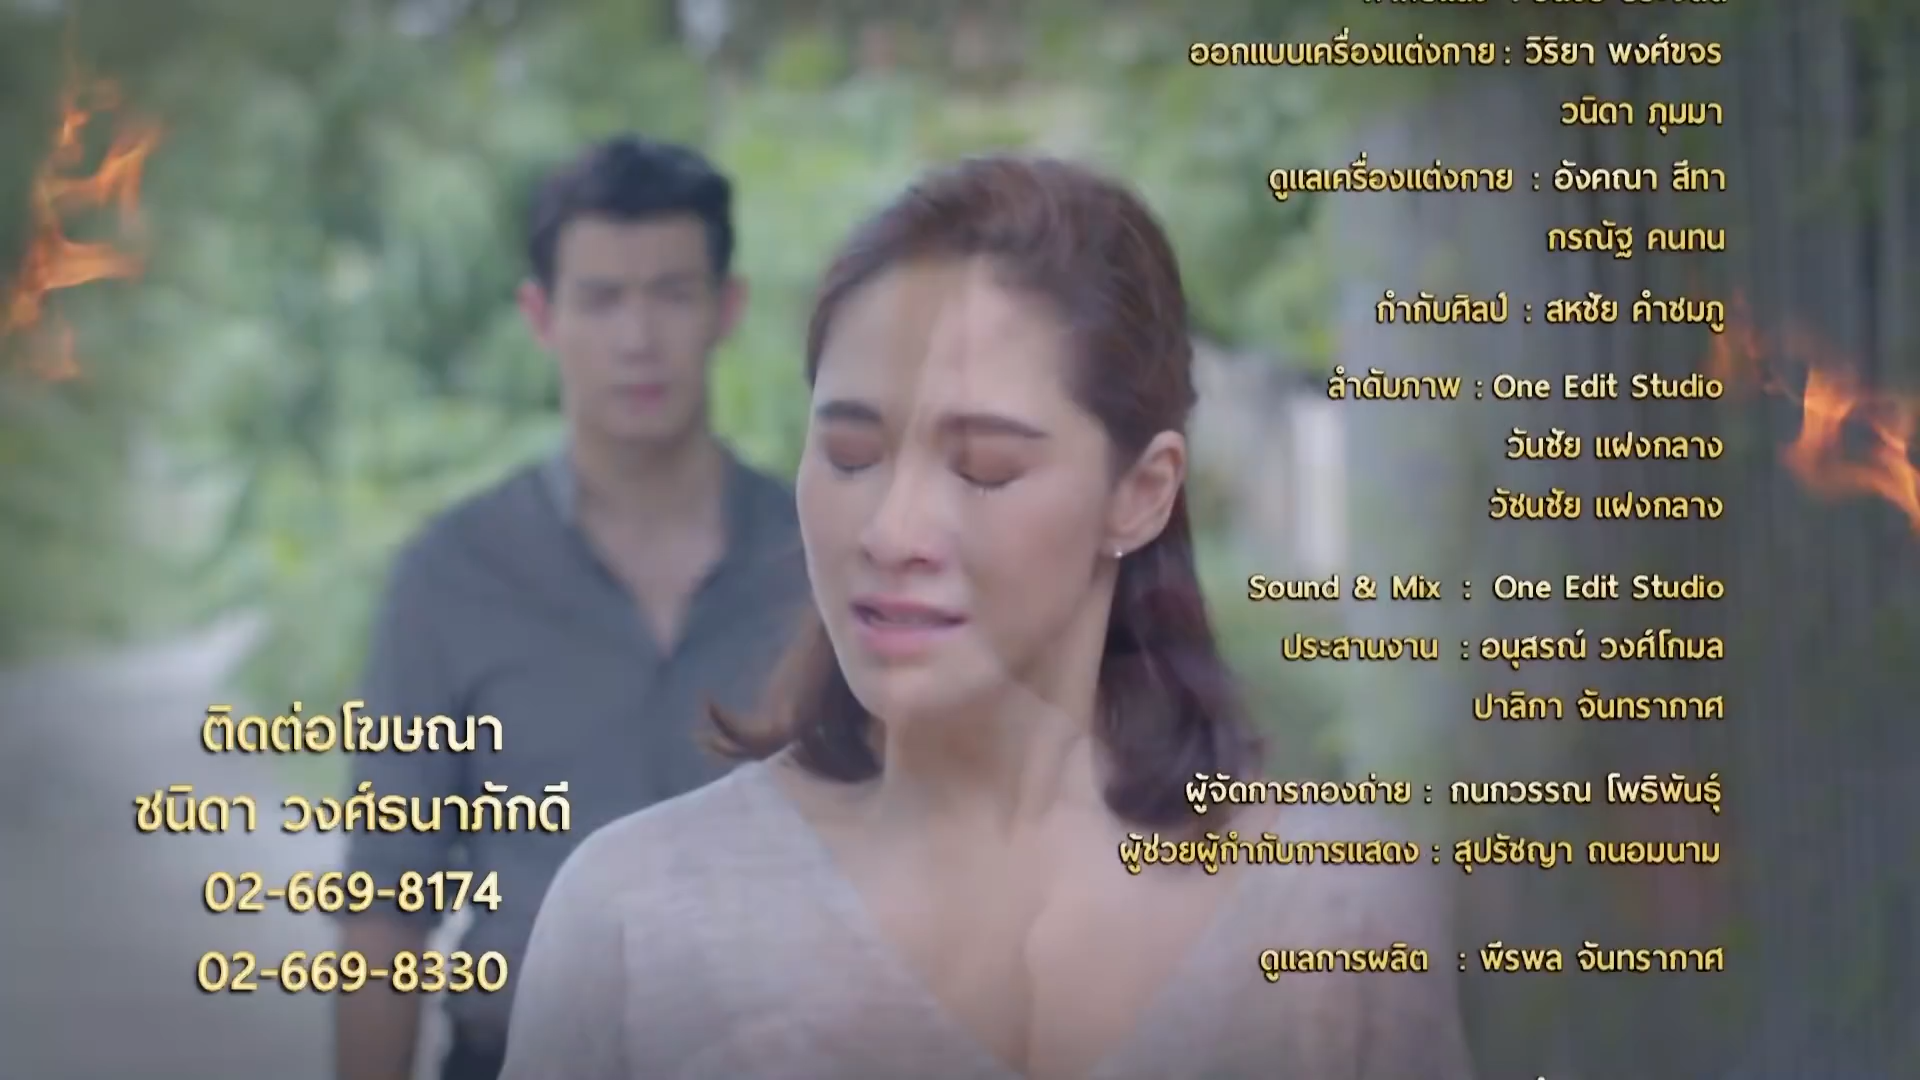 ออกแบบเครื่องแต่งกาย : วิริยา พงศ์ขจร
วนิดา ภุมมา
ดูแลเครื่องแต่งกาย : อังคณา สีทา
กรณัฐ คนทน
กำกับศิลป์ : สหชัย คำชมภู
ลำดับภาพ : One Edit Studio
วันชัย แฝงกลาง
วัชนชัย แฝงกลาง
Sound & Mix : One Edit Studio
ประสานงาน : อนุสรณ์ วงศ์โกมล
ปาลิกา จันทรากาศ
ผู้จัดการกองถ่าย : กนกวรรณ โพธิพันธุ์
ผู้ช่วยผู้กำกับการแสดง : สุปรัชญา ถนอมนาม
ดูแลการผลิต : พีรพล จันทรากาศ
ติดต่อโฆษณา
ชนิดา วงศ์ธนาภักดี
02-669-8174
02-669-8330